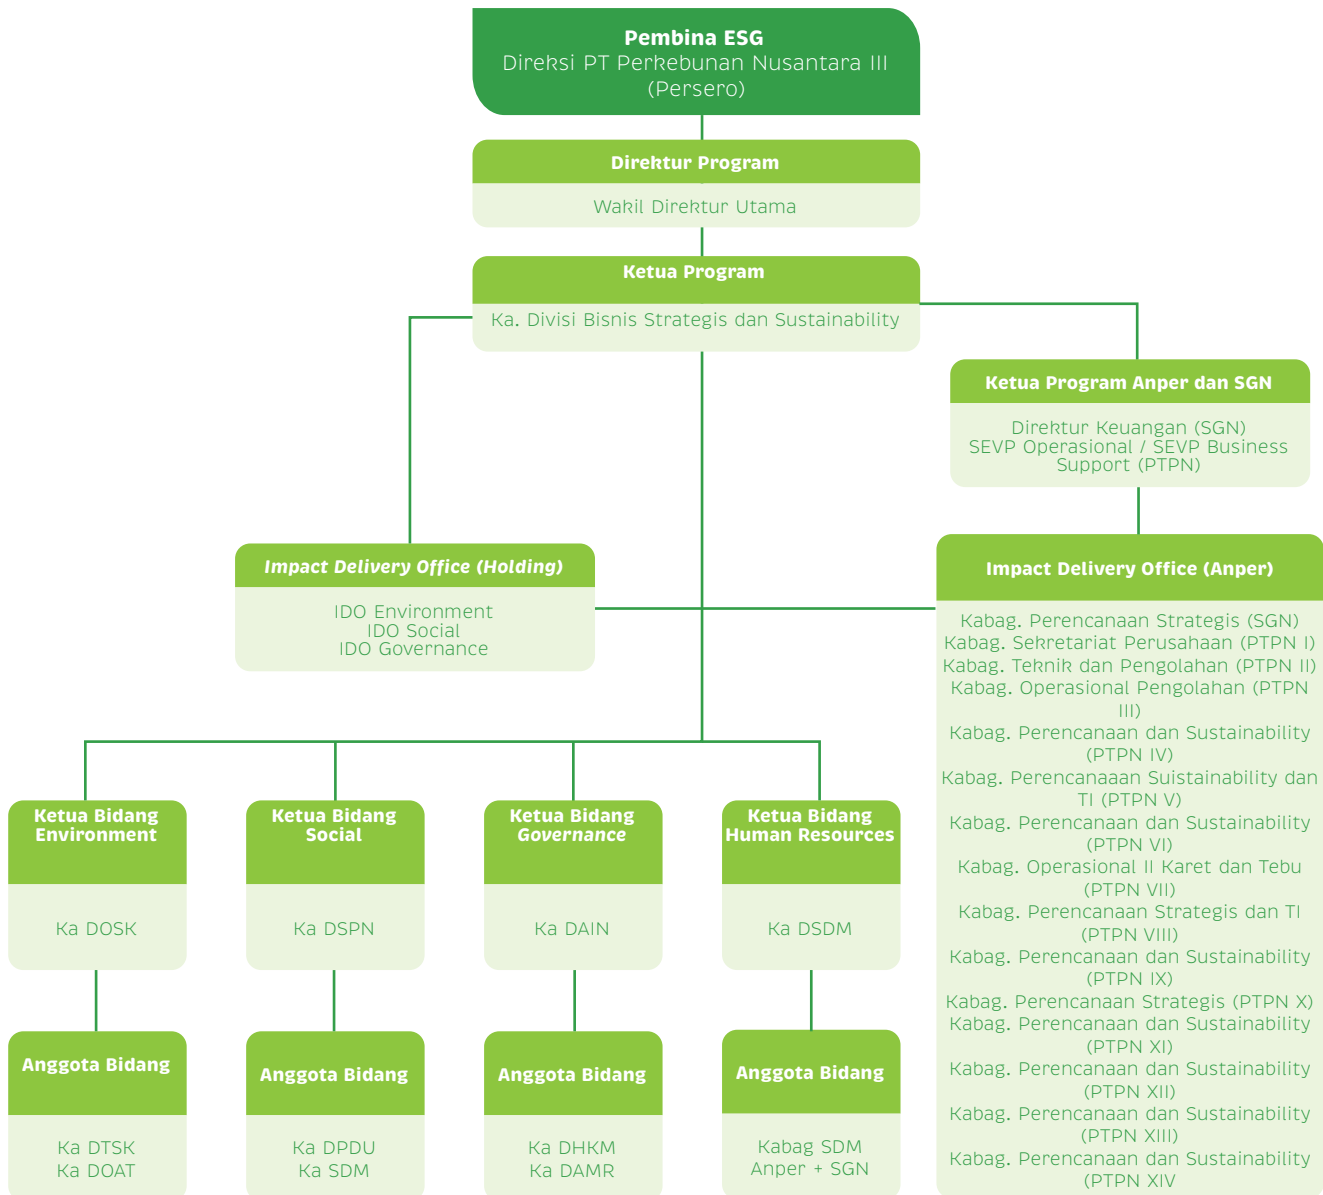 Pembina ESG
Direksi PT Perkebunan Nusantara III
(Persero)
Direktur Program
Wakil Direktur Utama
Ketua Program
Ka. Divisi Bisnis Strategis dan Sustainability
Ketua Program Anper dan SGN
Direktur Keuangan (SGN)
SEVP Operasional / SEVP Business
Support (PTPN)
Impact Delivery Office (Holding)
IDO Environment
IDO Social
IDO Governance
Impact Delivery Office (Anper)
Kabag. Perencanaan Strategis (SGN)
Kabag. Sekretariat Perusahaan (PTPN I)
Kabag. Teknik dan Pengolahan (PTPN II)
Kabag. Operasional Pengolahan (PTPN
III)
Kabag. Perencanaan dan Sustainability
(PTPN IV)
Kabag. Perencanaaan Suistainability dan
TI (PTPN V)
Kabag. Perencanaan dan Sustainability
(PTPN VI)
Kabag. Operasional II Karet dan Tebu
(PTPN VII)
Kabag. Perencanaan Strategis dan TI
(PTPN VIII)
Kabag. Perencanaan dan Sustainability
(PTPN IX)
Kabag. Perencanaan Strategis (PTPN X)
Kabag. Perencanaan dan Sustainability
(PTPN XI)
Kabag. Perencanaan dan Sustainability
(PTPN XII)
Kabag. Perencanaan dan Sustainability
(PTPN XIII)
Kabag. Perencanaan dan Sustainability
(PTPN XIV
Ketua Bidang
Environment
Ka DOSK
Anggota Bidang
Ka DTSK
Ka DOAT
Ketua Bidang
Social
Ka DSPN
Anggota Bidang
Ka DPDU
Ka SDM
Ketua Bidang
Governance
Ka DAIN
Anggota Bidang
Ka DHKM
Ka DAMR
Ketua Bidang
Human Resources
Ka DSDM
Anggota Bidang
Kabag SDM
Anper + SGN